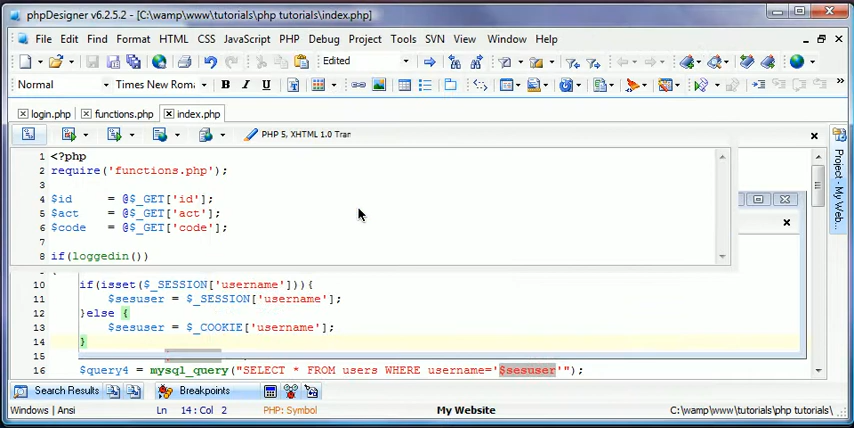 phpDesigner v6.2.5.2 - [C:\wamp\www\tutorials\php tutorials\index.php]
File Edit Find Format HTML CSS JavaScript PHP Debug Project Tools SVN View Window Help
Edited
Normal Times New Roma B I U
login.php functions.php index.php
PHP 5, XHTML 1.0 Tran
1 <?php
2 require('functions.php');
3
4 $id = @$_GET['id'];
5 $act = @$_GET['act'];
6 $code = @$_GET['code'];
7
8 if(loggedin())
10 if(isset($_SESSION['username'])){
11 $sesuser = $_SESSION['username'];
12 }else {
13 $sesuser = $_COOKIE['username'];
14 }
15
16 $query4 = mysql_query("SELECT * FROM users WHERE username='$sesuser'");
Project - My Web...
Search Results Breakpoints
Windows | Ansi Ln 14 : Col 2 PHP: Symbol My Website C:\wamp\www\tutorials\php tutorials\